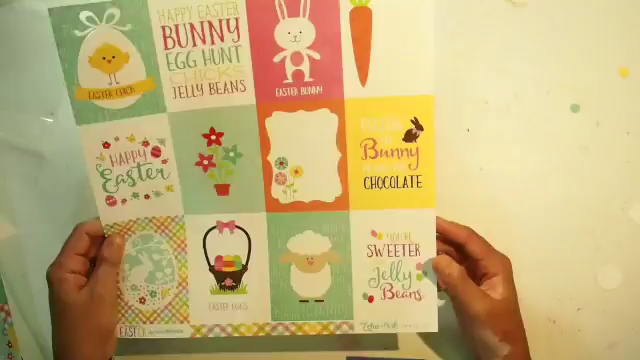 HAPPY EASTER
BUNNY
EGG HUNT
CHICKS
JELLY BEANS
EASTER CHICK
EASTER BUNNY
HAPPY
Easter
Bunny
CHOCOLATE
YOU'RE
SWEETER
Jelly
Beans
EASTER EGGS